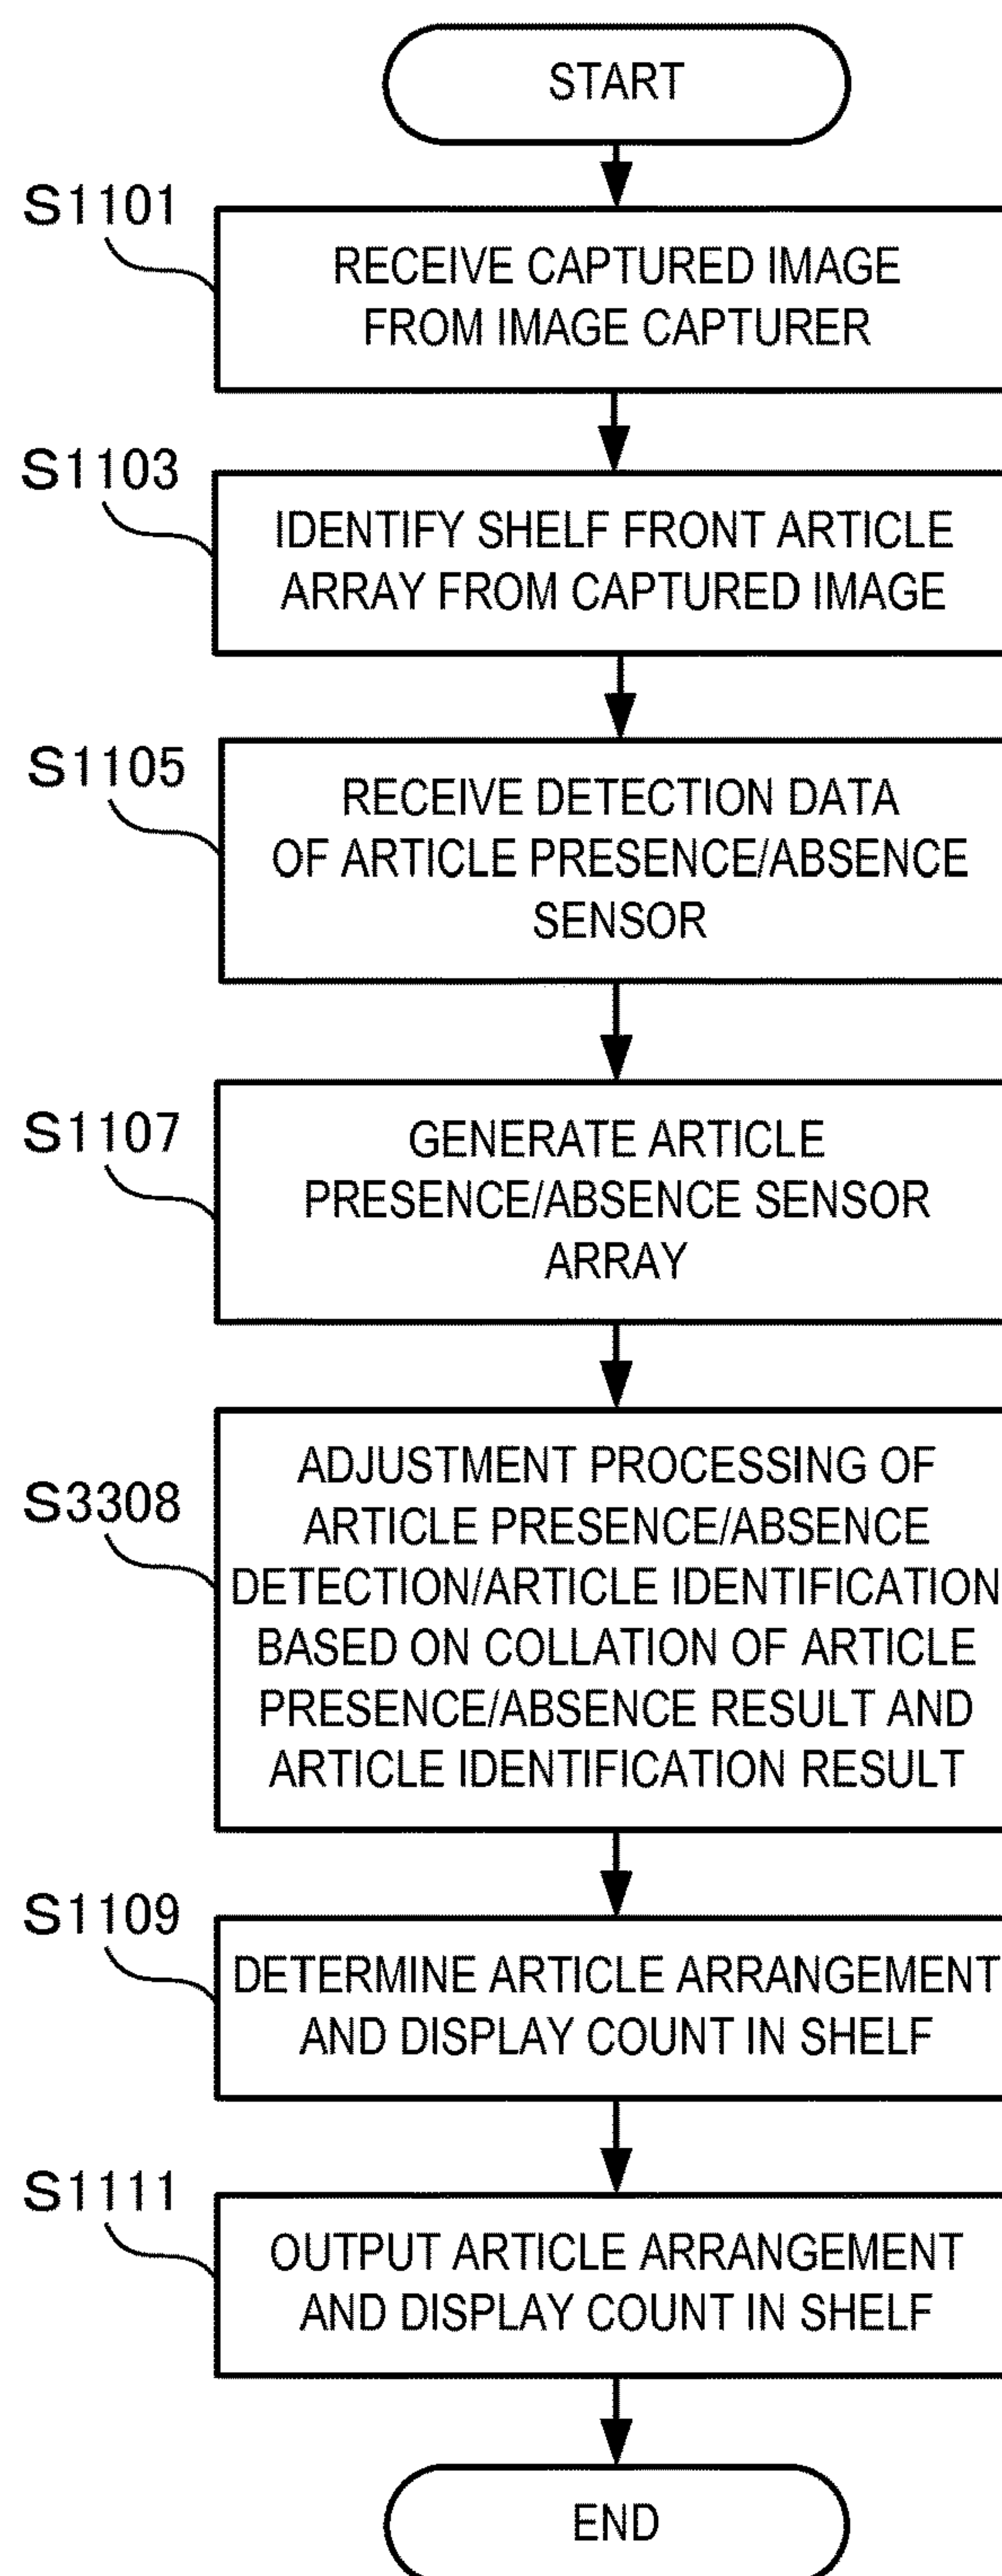 START
S1101
RECEIVE CAPTURED IMAGE
FROM IMAGE CAPTURER
S1103
IDENTIFY SHELF FRONT ARTICLE
ARRAY FROM CAPTURED IMAGE
S1105
RECEIVE DETECTION DATA
OF ARTICLE PRESENCE/ABSENCE
SENSOR
S1107
GENERATE ARTICLE
PRESENCE/ABSENCE SENSOR
ARRAY
S3308
ADJUSTMENT PROCESSING OF
ARTICLE PRESENCE/ABSENCE
DETECTION/ARTICLE IDENTIFICATION
BASED ON COLLATION OF ARTICLE
PRESENCE/ABSENCE RESULT AND
ARTICLE IDENTIFICATION RESULT
S1109
DETERMINE ARTICLE ARRANGEMENT
AND DISPLAY COUNT IN SHELF
S1111
OUTPUT ARTICLE ARRANGEMENT
AND DISPLAY COUNT IN SHELF
END